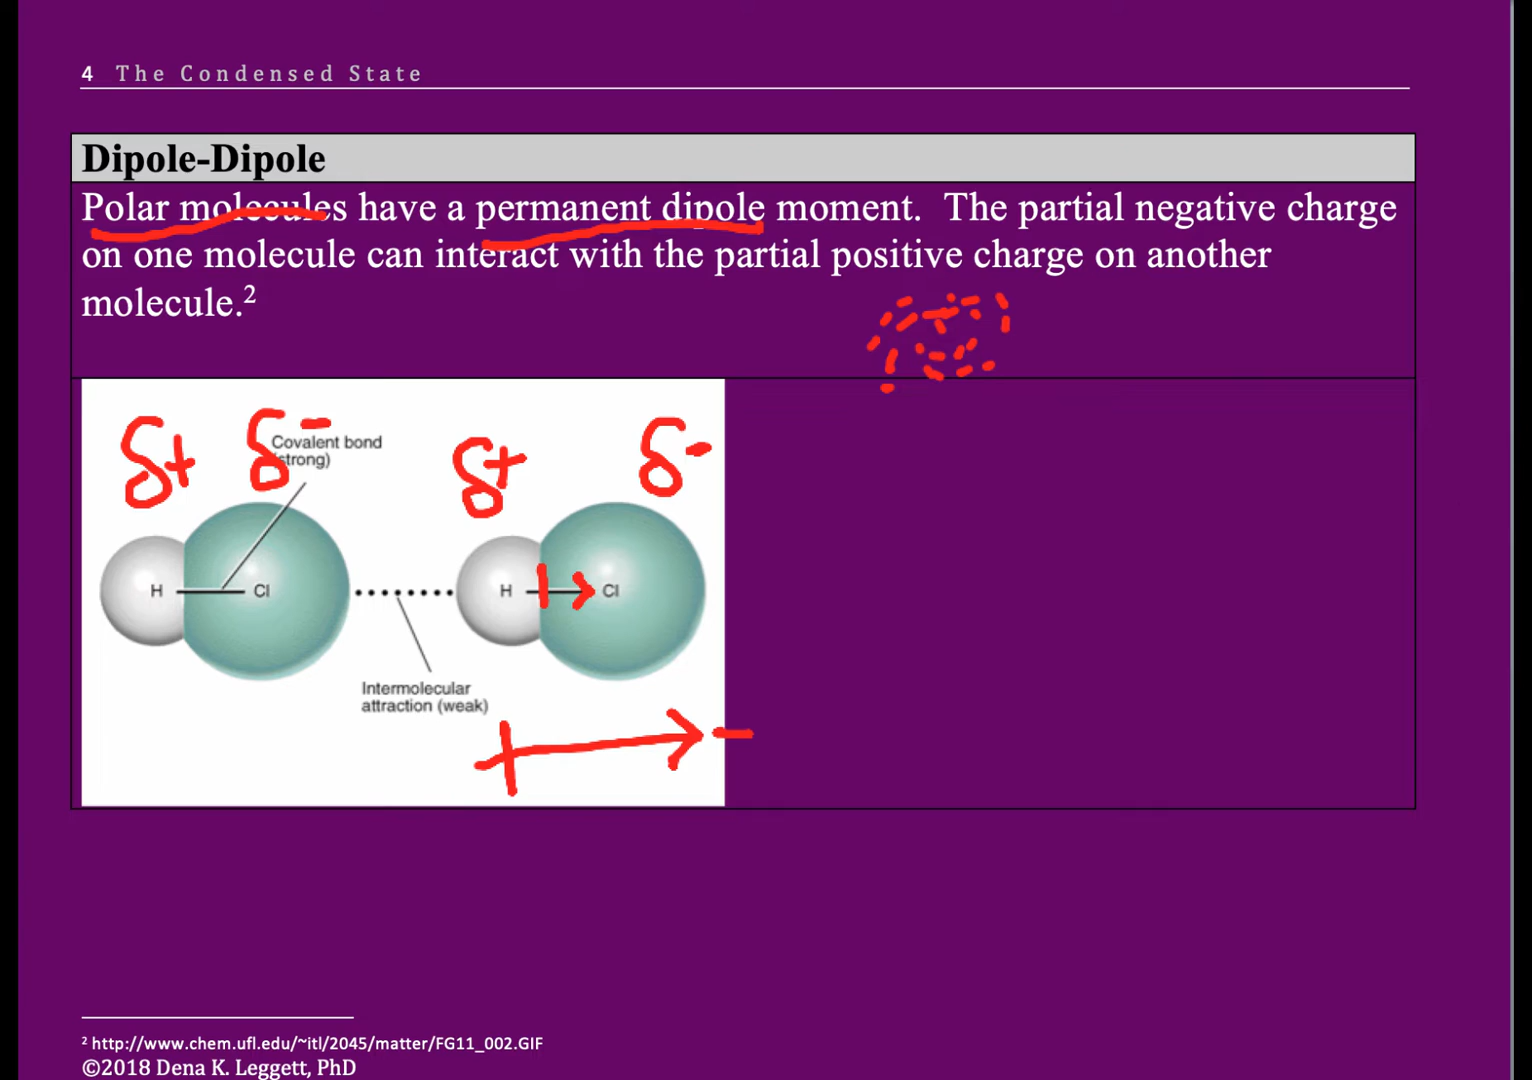 4 The Condensed State
Dipole-Dipole
Polar molecules have a permanent dipole moment. The partial negative charge
on one molecule can interact with the partial positive charge on another
molecule.²
δ+ δ- δ+ δ-
Covalent bond
(strong)
H Cl H Cl
Intermolecular
attraction (weak)
+ -
² http://www.chem.ufl.edu/~itl/2045/matter/FG11_002.GIF
©2018 Dena K. Leggett, PhD